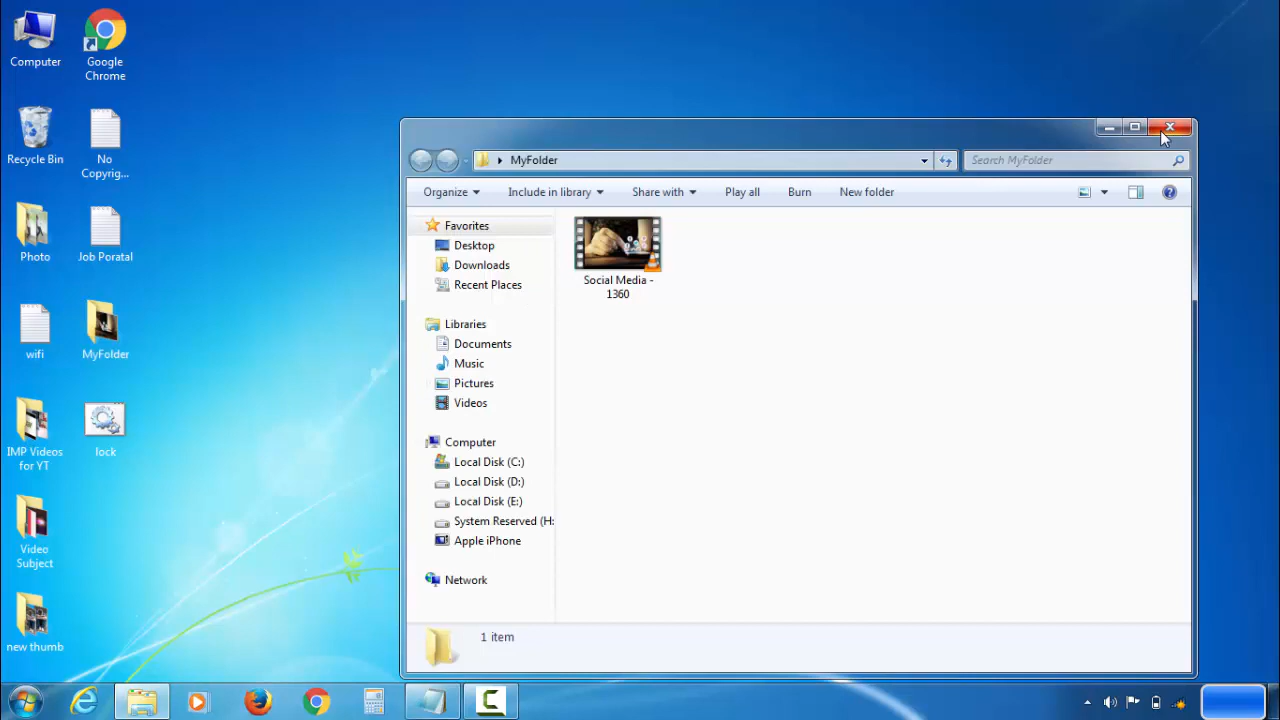 Computer
Google
Chrome
Recycle Bin
No
Copyrig...
Photo
Job Poratal
wifi
MyFolder
IMP Videos
for YT
lock
Video
Subject
new thumb
MyFolder
Search MyFolder
Organize
Include in library
Share with
Play all
Burn
New folder
Favorites
Desktop
Downloads
Recent Places
Libraries
Documents
Music
Pictures
Videos
Computer
Local Disk (C:)
Local Disk (D:)
Local Disk (E:)
System Reserved (H:
Apple iPhone
Network
Social Media -
1360
1 item